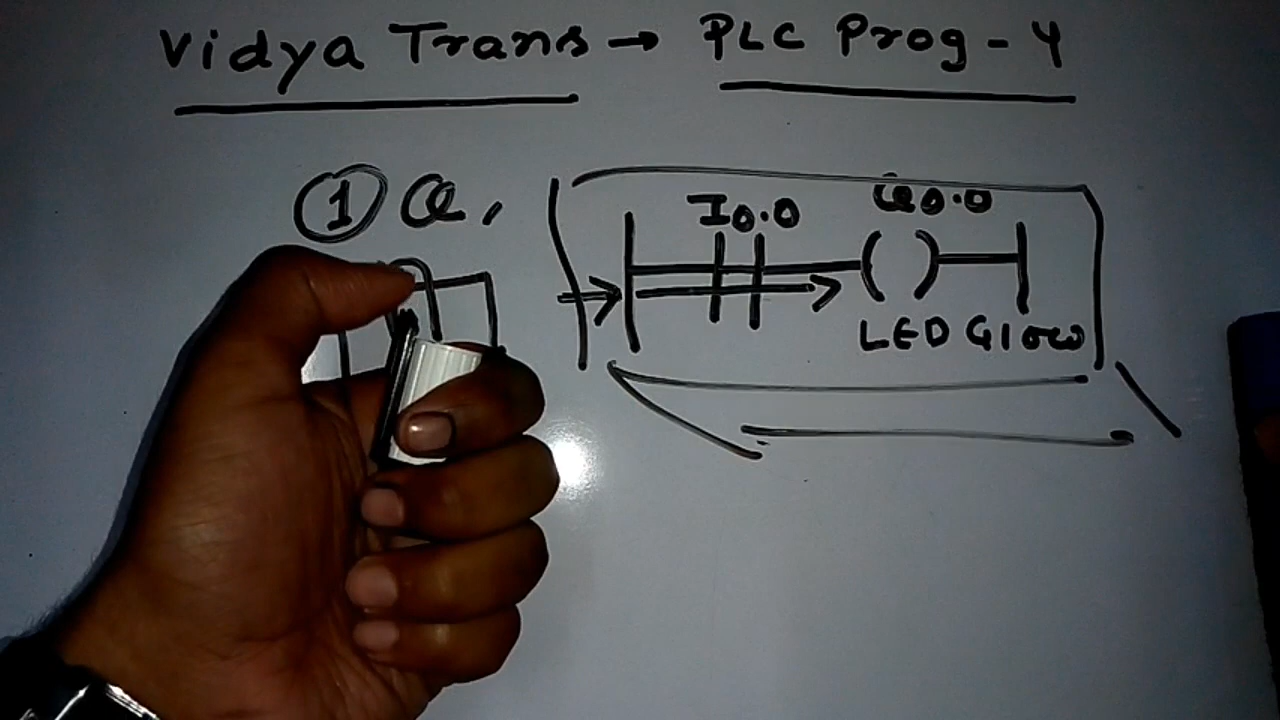 Vidya Trans → PLC Prog - 4
① Q,
I0.0 Q0.0
LED Glow